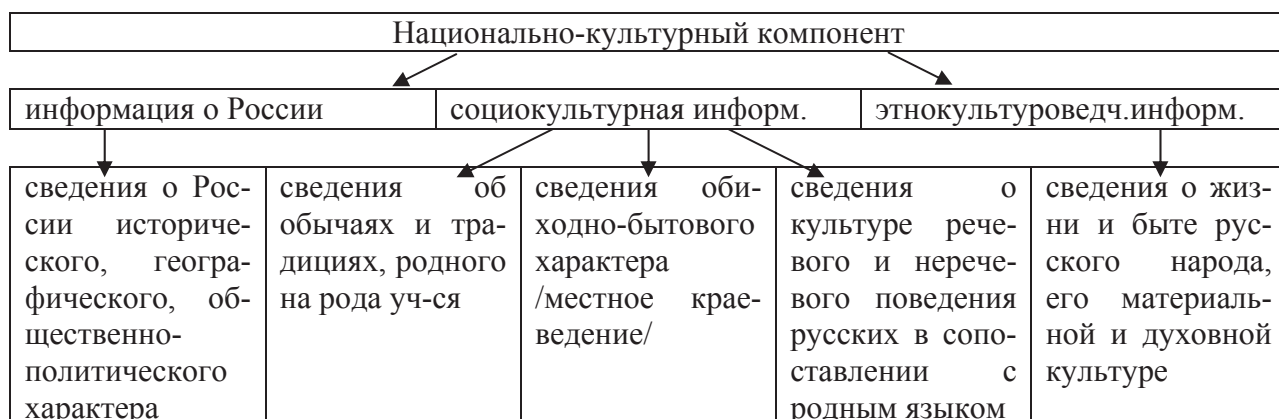 Национально-культурный компонент
информация о России
социокультурная информ.
этнокультуроведч.информ.
сведения о Рос-
сии историче-
ского, геогра-
фического, об-
щественно-
политического
характера
сведения об
обычаях и тра-
дициях, родного
на рода уч-ся
сведения оби-
ходно-бытового
характера
/местное крае-
ведение/
сведения о
культуре рече-
вого и нерече-
вого поведения
русских в сопо-
ставлении с
родным языком
сведения о жиз-
ни и быте рус-
ского народа,
его материаль-
ной и духовной
культуре